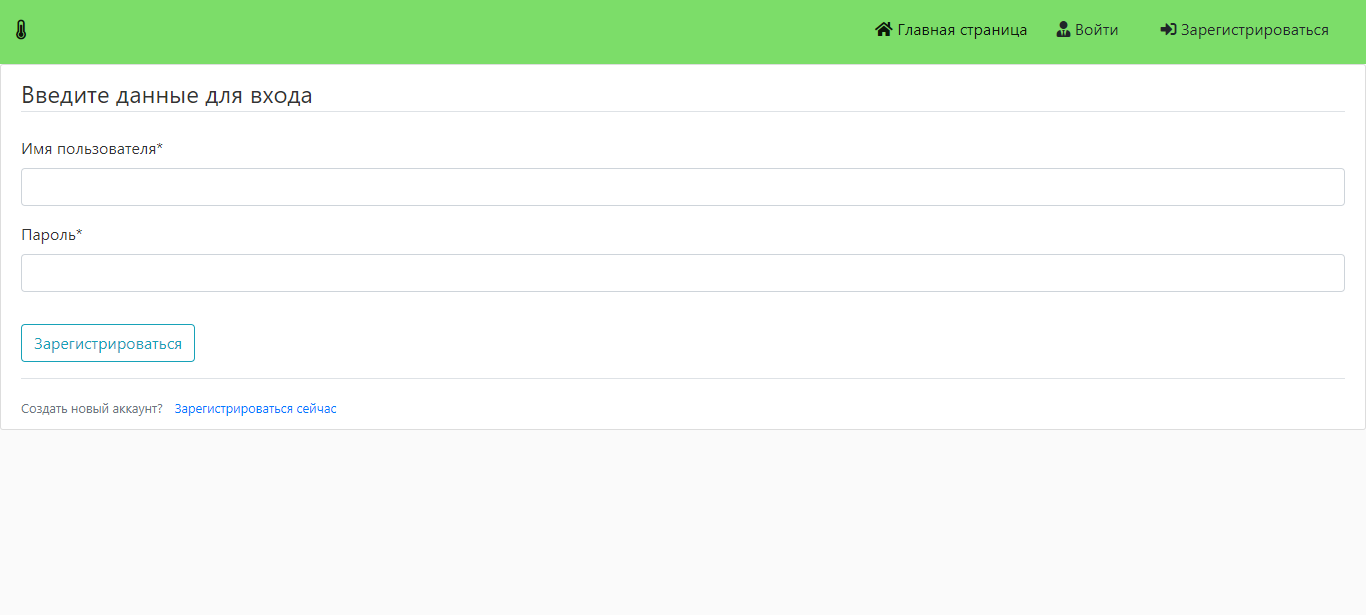 Главная страница Войти Зарегистрироваться
Введите данные для входа
Имя пользователя*
Пароль*
Зарегистрироваться
Создать новый аккаунт? Зарегистрироваться сейчас